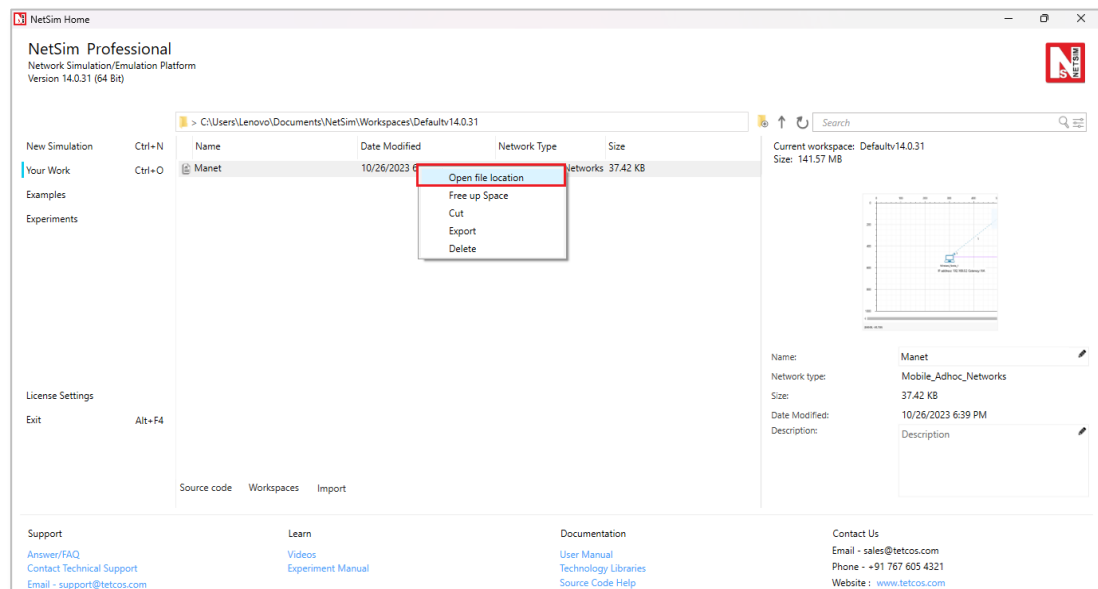 NetSim Home
NetSim Professional
Network Simulation/Emulation Platform
Version 14.0.31 (64 Bit)
NETSIM
> C:\Users\Lenovo\Documents\NetSim\Workspaces\Defaultv14.0.31
Search
New Simulation Ctrl+N
Your Work Ctrl+O
Examples
Experiments
License Settings
Exit Alt+F4
Name Date Modified Network Type Size
Manet 10/26/2023 6 Networks 37.42 KB
Open file location
Free up Space
Cut
Export
Delete
Source code Workspaces Import
Current workspace: Defaultv14.0.31
Size: 141.57 MB
Name: Manet
Network type: Mobile_Adhoc_Networks
Size: 37.42 KB
Date Modified: 10/26/2023 6:39 PM
Description: Description
Support
Answer/FAQ
Contact Technical Support
Email - support@tetcos.com
Learn
Videos
Experiment Manual
Documentation
User Manual
Technology Libraries
Source Code Help
Contact Us
Email - sales@tetcos.com
Phone - +91 767 605 4321
Website : www.tetcos.com